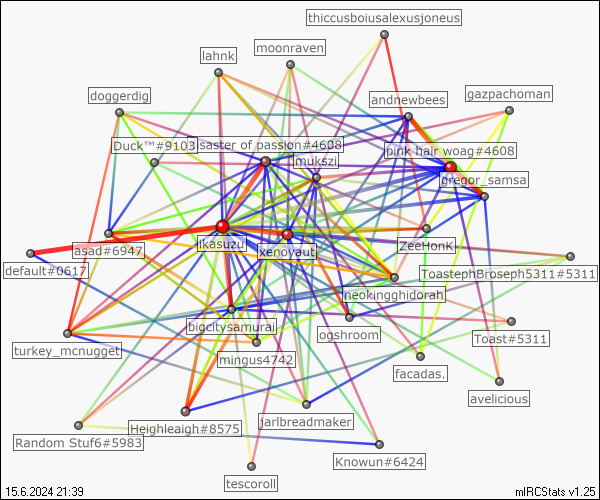 thiccusboiusalexusjoneus
lahnk
moonraven
doggerdig
andnewbees
gazpachoman
Duck™#9103
saster of passion#4608
mukszi
pink hair woag#4608
gregor_samsa
asad#6947
ikasuzu
xenoyaut
ZeeHonk
default#0617
ToastephBroseph5311#5311
neokingghidorah
bigcitysamurai
ogshroom
Toast#5311
turkey_mcnugget
mingus4742
facadas.
avelicious
Random Stuf6#5983
Heighleaigh#8575
jarlbreadmaker
Knowun#6424
tescoroll
15.6.2024 21:39
mIRCStats v1.25